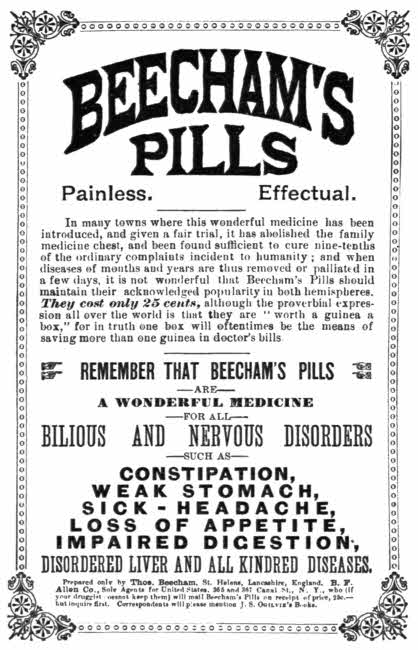 BEECHAM'S
PILLS
Painless. Effectual.
In many towns where this wonderful medicine has been
introduced, and given a fair trial, it has abolished the family
medicine chest, and been found sufficient to cure nine-tenths
of the ordinary complaints incident to humanity; and when
diseases of months and years are thus removed or palliated in
a few days, it is not wonderful that Beecham's Pills should
maintain their acknowledged popularity in both hemispheres.
They cost only 25 cents, although the proverbial expres-
sion all over the world is that they are "worth a guinea a
box," for in truth one box will oftentimes be the means of
saving more than one guinea in doctor's bills
REMEMBER THAT BEECHAM'S PILLS
—ARE—
A WONDERFUL MEDICINE
—FOR ALL—
BILIOUS AND NERVOUS DISORDERS
—SUCH AS—
CONSTIPATION,
WEAK STOMACH,
SICK-HEADACHE,
LOSS OF APPETITE,
IMPAIRED DIGESTION,
DISORDERED LIVER AND ALL KINDRED DISEASES.
Prepared only by Thos. Beecham, St. Helens, Lancashire, England. B. F.
Allen Co., Sole Agents for United States, 365 and 367 Canal St., N. Y., who (if
your druggist does not keep them) will mail Beecham's Pills on receipt of price, 25c.—
but inquire first. Correspondents will please mention J. S. OGILVIE'S Books.